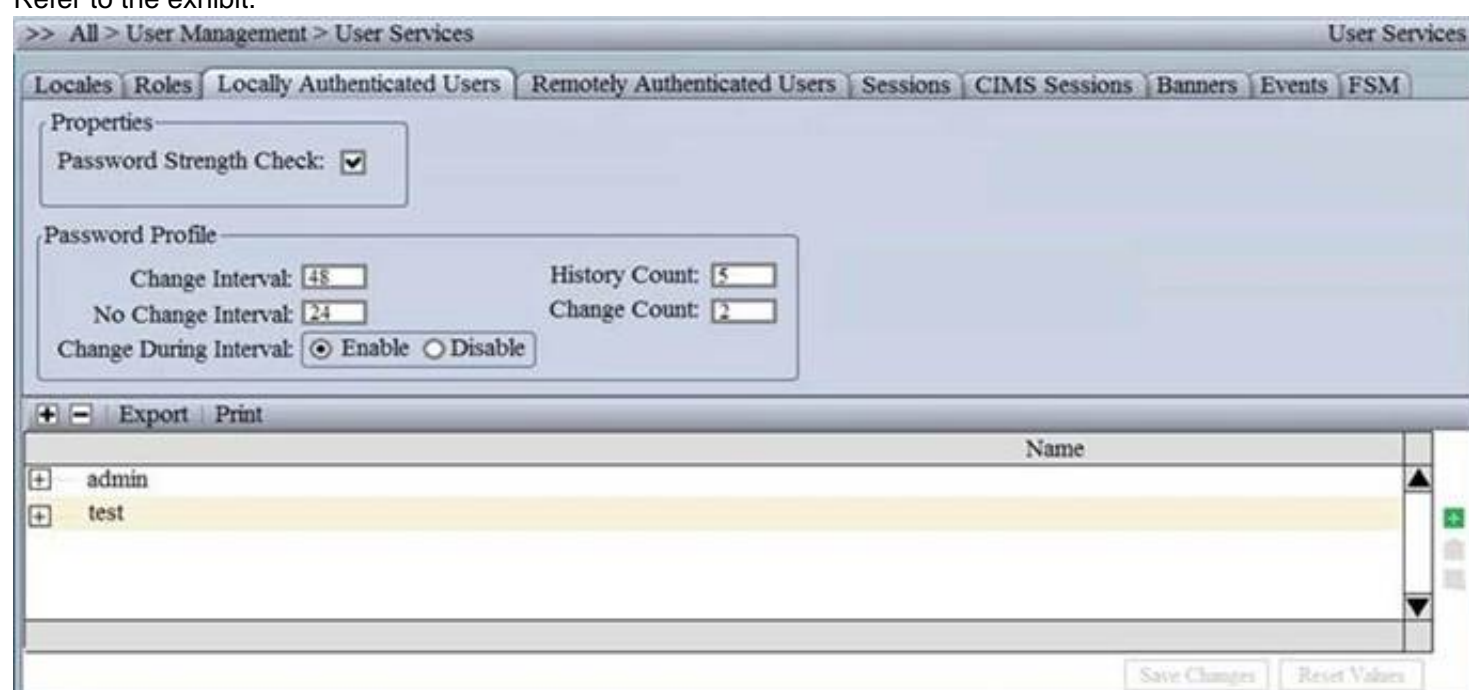 Refer to the exhibit.
>> All > User Management > User Services User Services
Locales Roles Locally Authenticated Users Remotely Authenticated Users Sessions CIMS Sessions Banners Events FSM
Properties
Password Strength Check:
Password Profile
Change Interval: 48 History Count: 5
No Change Interval: 24 Change Count: 2
Change During Interval: Enable Disable
Export Print
Name
admin
test
Save Changes Reset Values